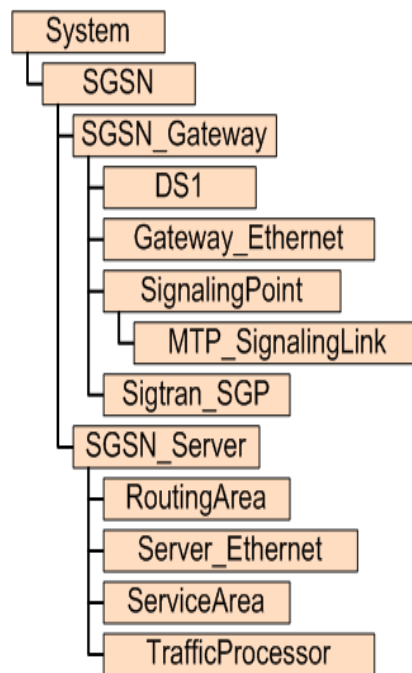 System
SGSN
SGSN_Gateway
DS1
Gateway_Ethernet
SignalingPoint
MTP_SignalingLink
Sigtran_SGP
SGSN_Server
RoutingArea
Server_Ethernet
ServiceArea
TrafficProcessor